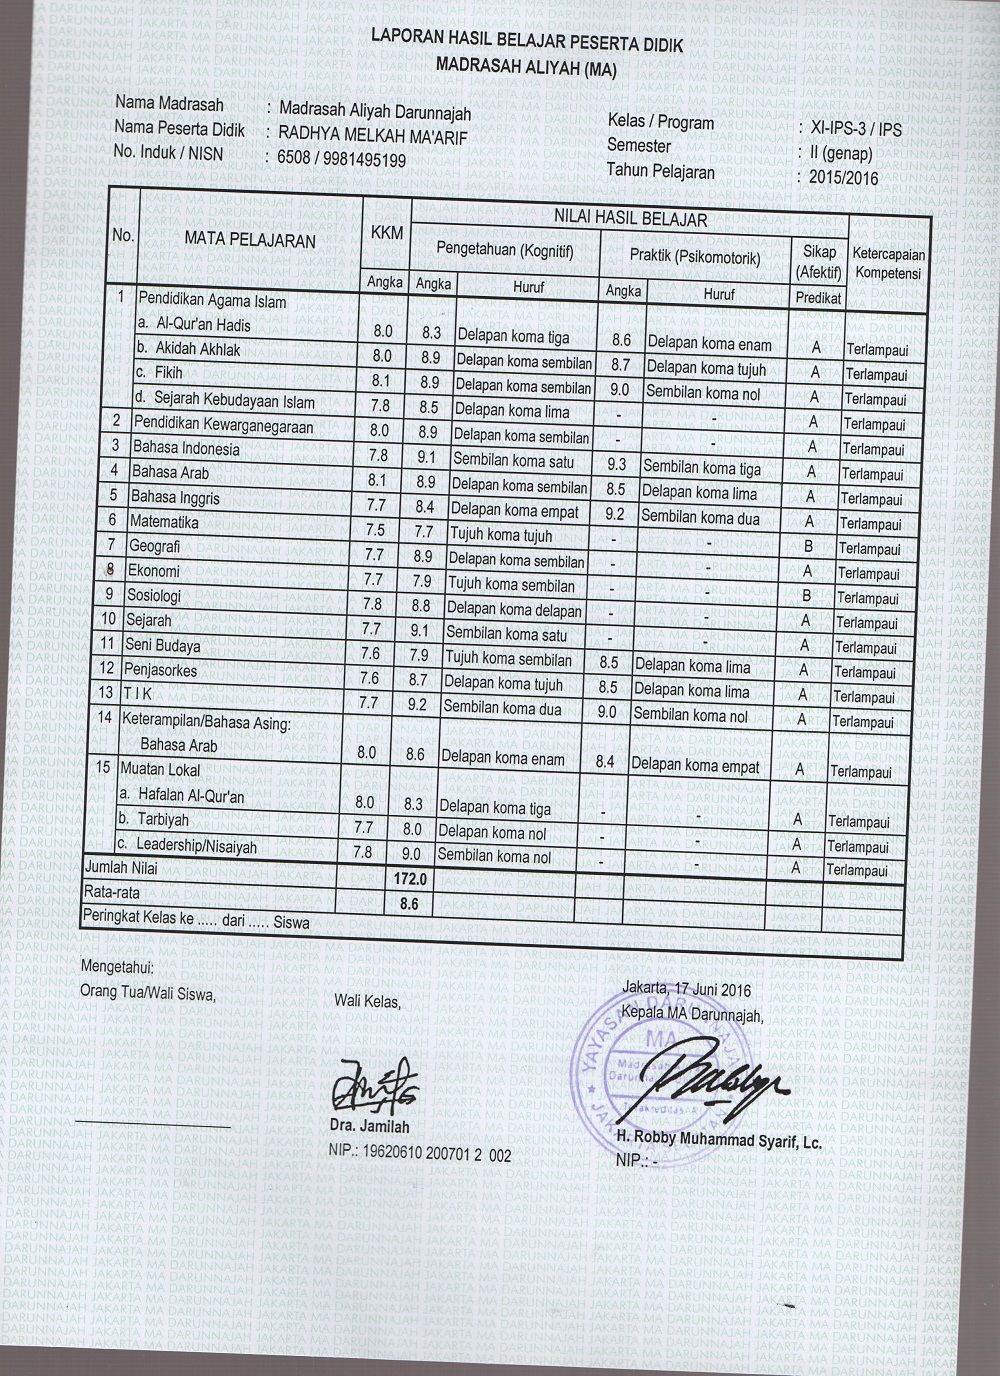 LAPORAN HASIL BELAJAR PESERTA DIDIK
MADRASAH ALIYAH (MA)
Nama Madrasah : Madrasah Aliyah Darunnajah
Nama Peserta Didik : RADHYA MELKAH MA'ARIF
No. Induk / NISN : 6508 / 9981495199
Kelas / Program : XI-IPS-3 / IPS
Semester : II (genap)
Tahun Pelajaran : 2015/2016
No. MATA PELAJARAN KKM NILAI HASIL BELAJAR Ketercapaian Kompetensi
Pengetahuan (Kognitif) Praktik (Psikomotorik) Sikap (Afektif)
Angka Angka Huruf Angka Huruf Predikat
1 Pendidikan Agama Islam
a. Al-Qur'an Hadis 8.0 8.3 Delapan koma tiga 8.6 Delapan koma enam A Terlampaui
b. Akidah Akhlak 8.0 8.9 Delapan koma sembilan 8.7 Delapan koma tujuh A Terlampaui
c. Fikih 8.1 8.9 Delapan koma sembilan 9.0 Sembilan koma nol A Terlampaui
d. Sejarah Kebudayaan Islam 7.8 8.5 Delapan koma lima - - A Terlampaui
2 Pendidikan Kewarganegaraan 8.0 8.9 Delapan koma sembilan - - A Terlampaui
3 Bahasa Indonesia 7.8 9.1 Sembilan koma satu 9.3 Sembilan koma tiga A Terlampaui
4 Bahasa Arab 8.1 8.9 Delapan koma sembilan 8.5 Delapan koma lima A Terlampaui
5 Bahasa Inggris 7.7 8.4 Delapan koma empat 9.2 Sembilan koma dua A Terlampaui
6 Matematika 7.5 7.7 Tujuh koma tujuh - - B Terlampaui
7 Geografi 7.7 8.9 Delapan koma sembilan - - A Terlampaui
8 Ekonomi 7.7 7.9 Tujuh koma sembilan - - B Terlampaui
9 Sosiologi 7.8 8.8 Delapan koma delapan - - A Terlampaui
10 Sejarah 7.7 9.1 Sembilan koma satu - - A Terlampaui
11 Seni Budaya 7.6 7.9 Tujuh koma sembilan 8.5 Delapan koma lima A Terlampaui
12 Penjasorkes 7.6 8.7 Delapan koma tujuh 8.5 Delapan koma lima A Terlampaui
13 T I K 7.7 9.2 Sembilan koma dua 9.0 Sembilan koma nol A Terlampaui
14 Keterampilan/Bahasa Asing:
Bahasa Arab 8.0 8.6 Delapan koma enam 8.4 Delapan koma empat A Terlampaui
15 Muatan Lokal
a. Hafalan Al-Qur'an 8.0 8.3 Delapan koma tiga - - A Terlampaui
b. Tarbiyah 7.7 8.0 Delapan koma nol - - A Terlampaui
c. Leadership/Nisaiyah 7.8 9.0 Sembilan koma nol - - A Terlampaui
Jumlah Nilai 172.0
Rata-rata 8.6
Peringkat Kelas ke ..... dari ..... Siswa
Mengetahui:
Orang Tua/Wali Siswa,
Wali Kelas,
Jakarta, 17 Juni 2016
Kepala MA Darunnajah,
YAYASAN DARUNNAJAH
MA
JAKARTA
Dra. Jamilah
NIP.: 19620610 200701 2 002
H. Robby Muhammad Syarif, Lc.
NIP.: -